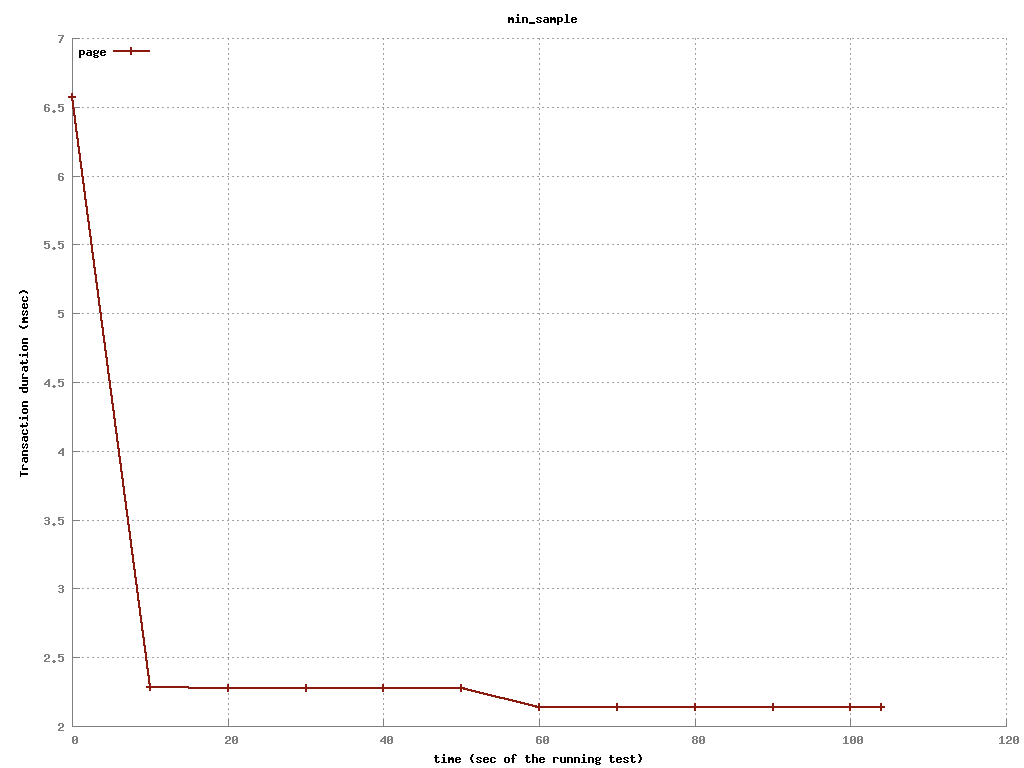 min_sample
page
7
6.5
6
5.5
5
4.5
4
3.5
3
2.5
2
Transaction duration (msec)
0 20 40 60 80 100 120
time (sec of the running test)